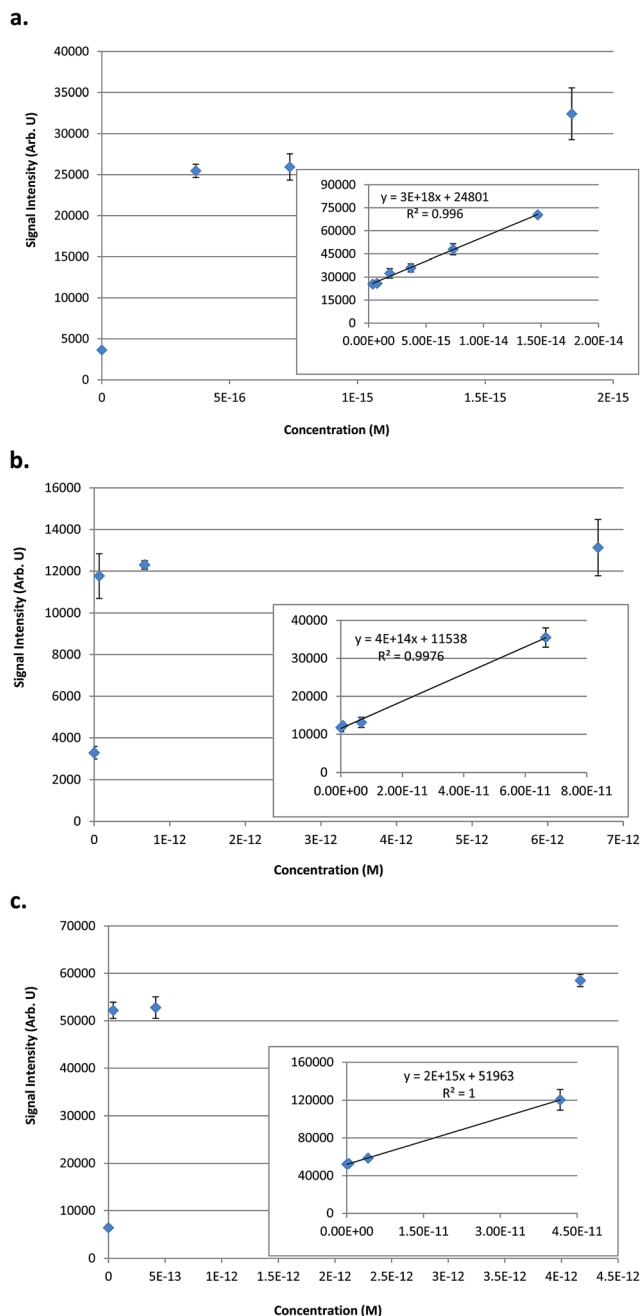 a.
40000
35000
30000
25000
20000
15000
10000
5000
0
Signal Intensity (Arb. U)
0 5E-16 1E-15 1.5E-15 2E-15
Concentration (M)
90000
75000
60000
45000
30000
15000
0
y = 3E+18x + 24801
R² = 0.996
0.00E+00 5.00E-15 1.00E-14 1.50E-14 2.00E-14
b.
16000
14000
12000
10000
8000
6000
4000
2000
0
Signal Intensity (Arb. U)
0 1E-12 2E-12 3E-12 4E-12 5E-12 6E-12 7E-12
Concentration (M)
40000
30000
20000
10000
0
y = 4E+14x + 11538
R² = 0.9976
0.00E+00 2.00E-11 4.00E-11 6.00E-11 8.00E-11
c.
70000
60000
50000
40000
30000
20000
10000
0
Signal Intensity (Arb. U)
0 5E-13 1E-12 1.5E-12 2E-12 2.5E-12 3E-12 3.5E-12 4E-12 4.5E-12
Concentration (M)
160000
120000
80000
40000
0
y = 2E+15x + 51963
R² = 1
0.00E+00 1.50E-11 3.00E-11 4.50E-11